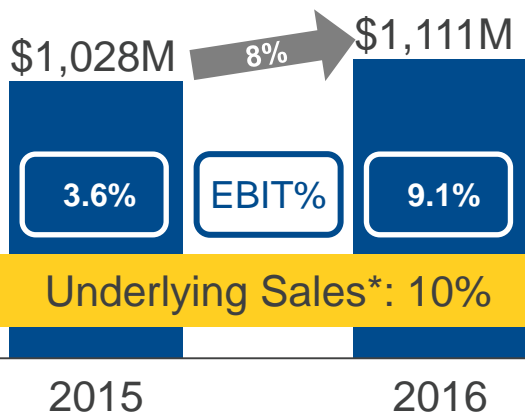 $1,028M
8%
$1,111M
3.6%
EBIT%
9.1%
Underlying Sales*: 10%
2015
2016